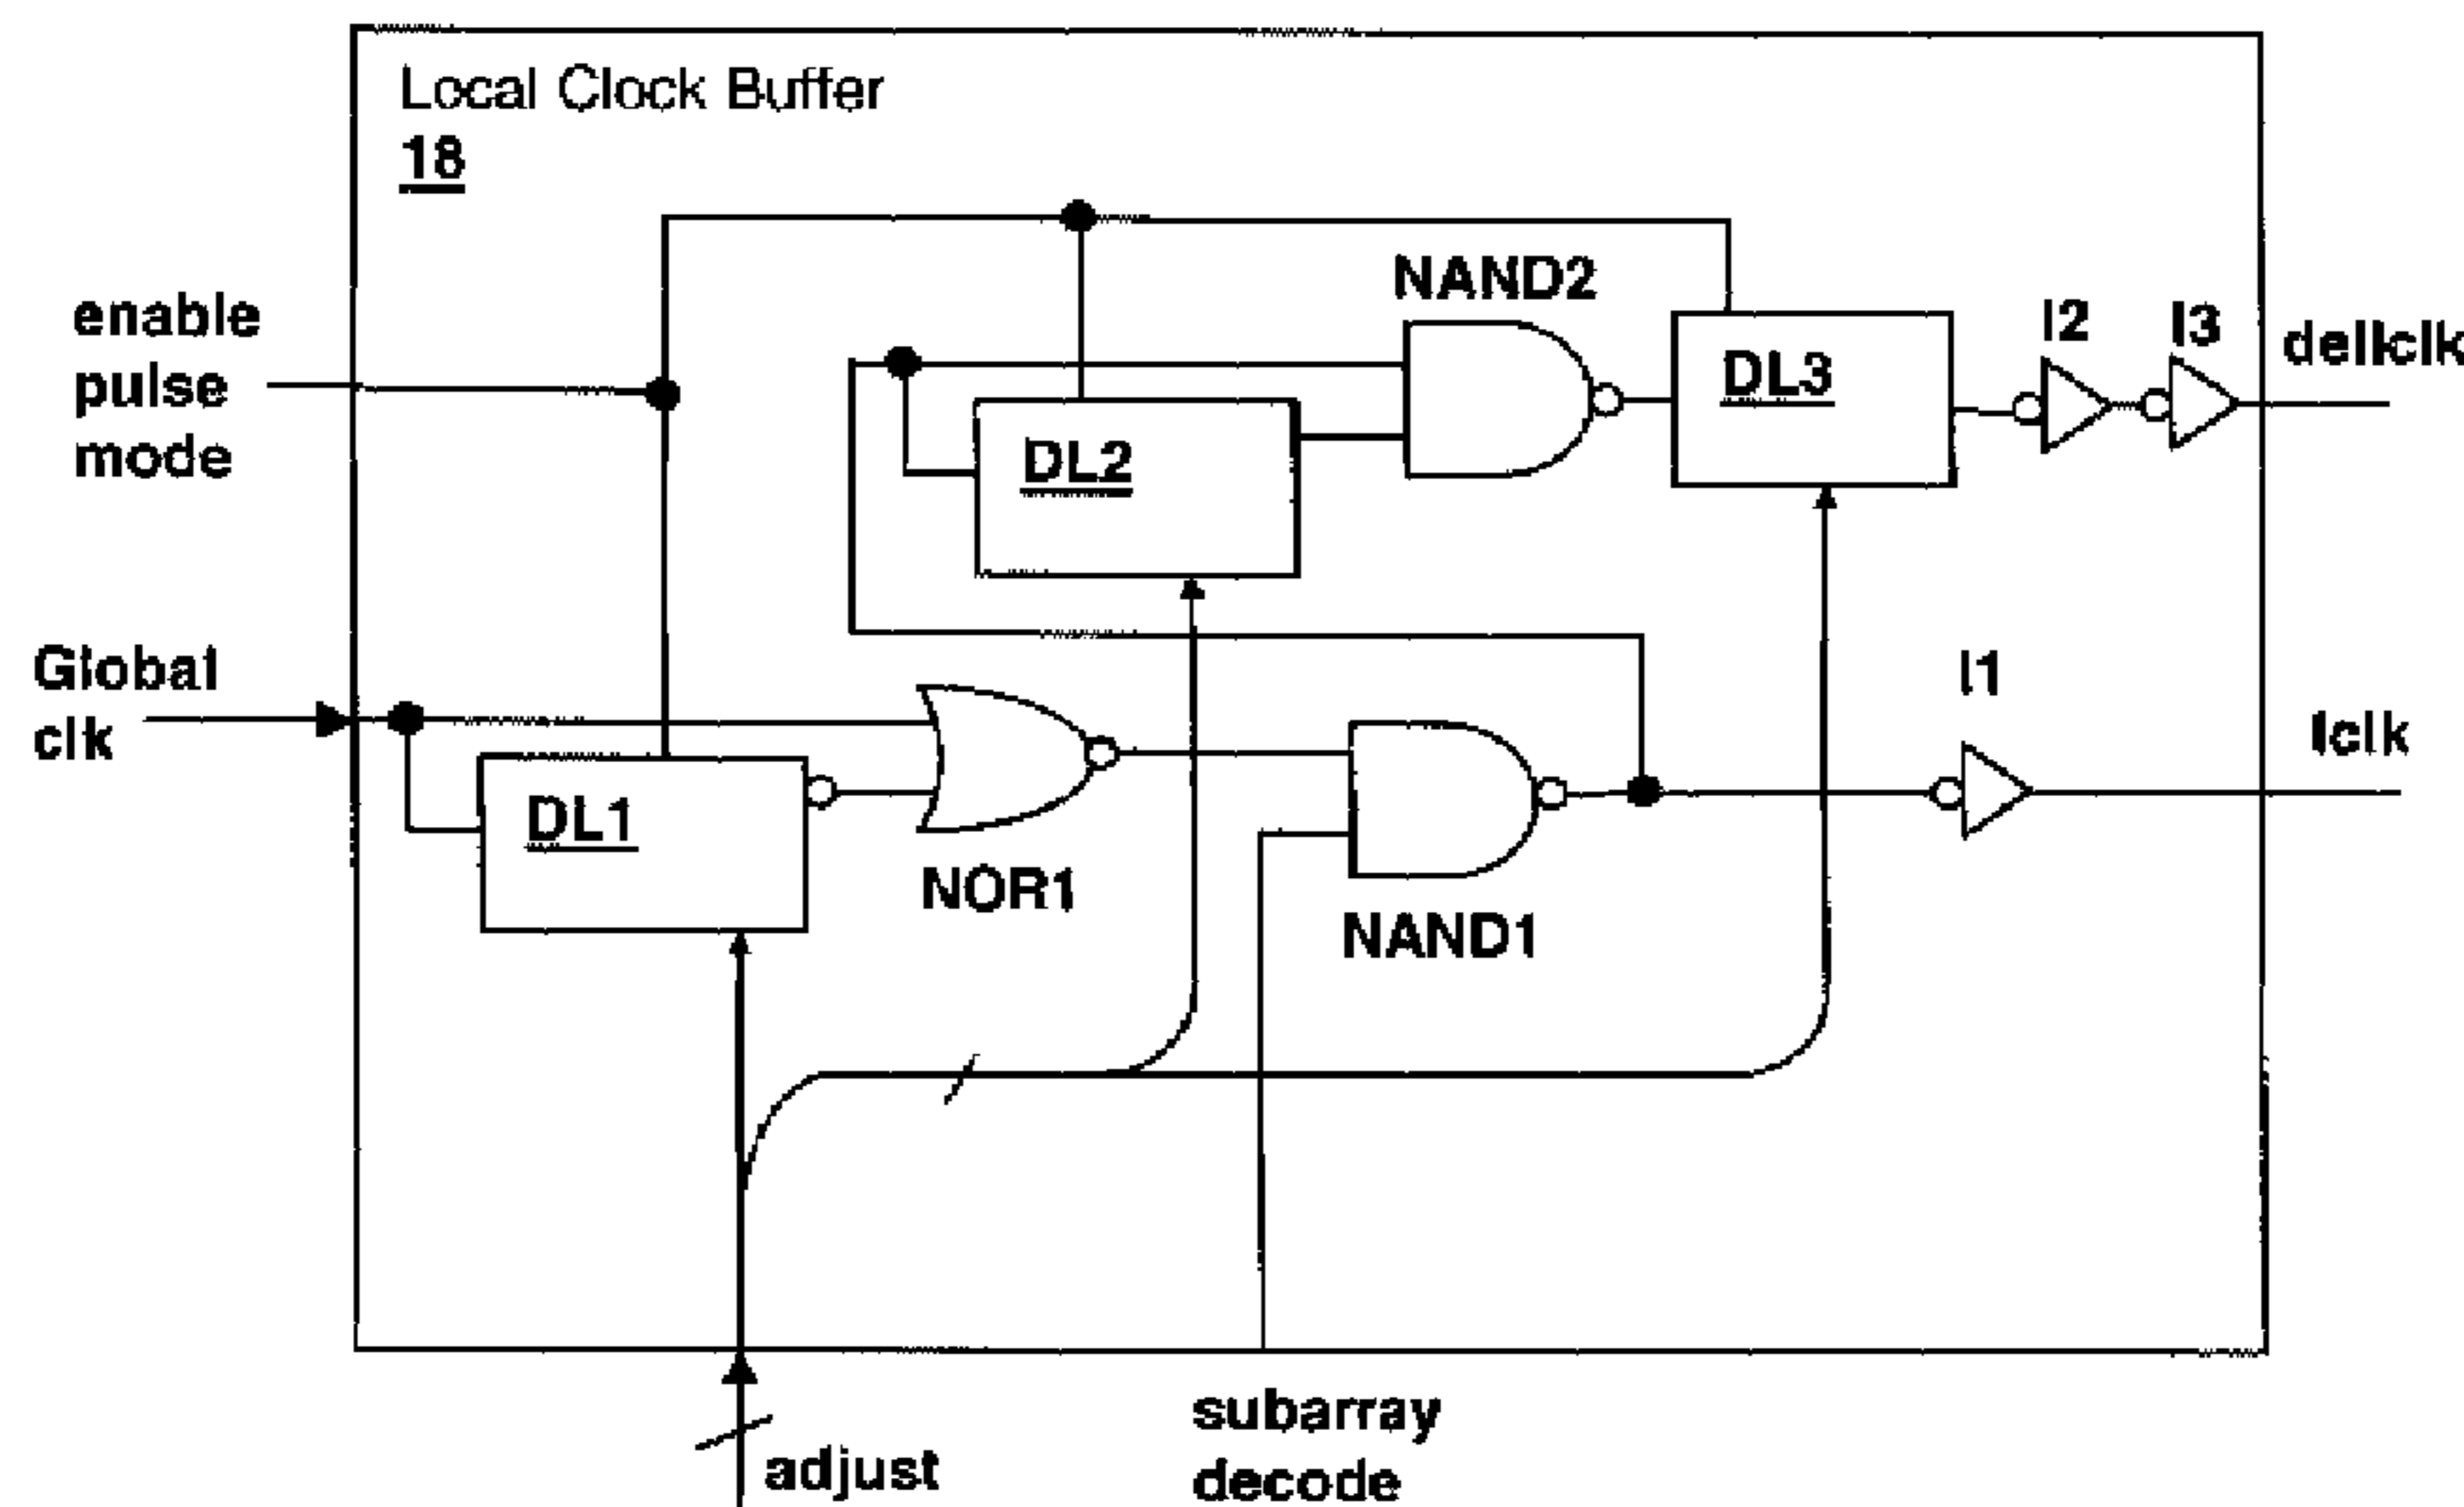 Local Clock Buffer
18
enable
pulse
mode
NAND2
I2
I3
dellclk
DL3
DL2
Global
clk
I1
lclk
DL1
NOR1
NAND1
adjust
subarray
decode